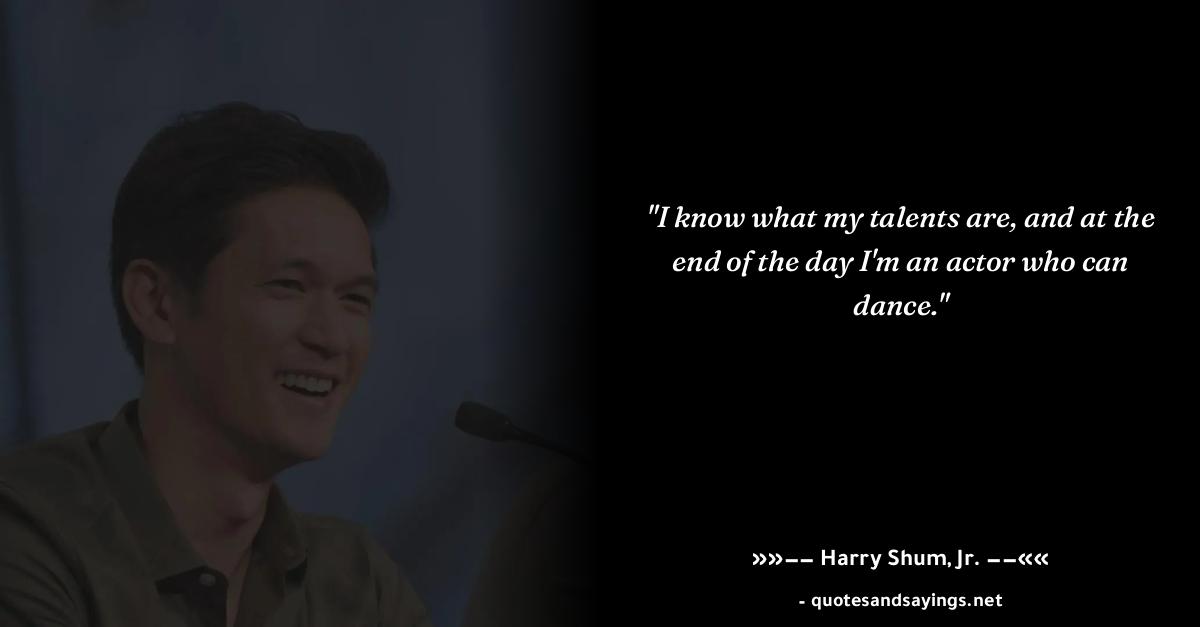 "I know what my talents are, and at the
end of the day I'm an actor who can
dance."
»»−− Harry Shum, Jr. −−««
- quotesandsayings.net